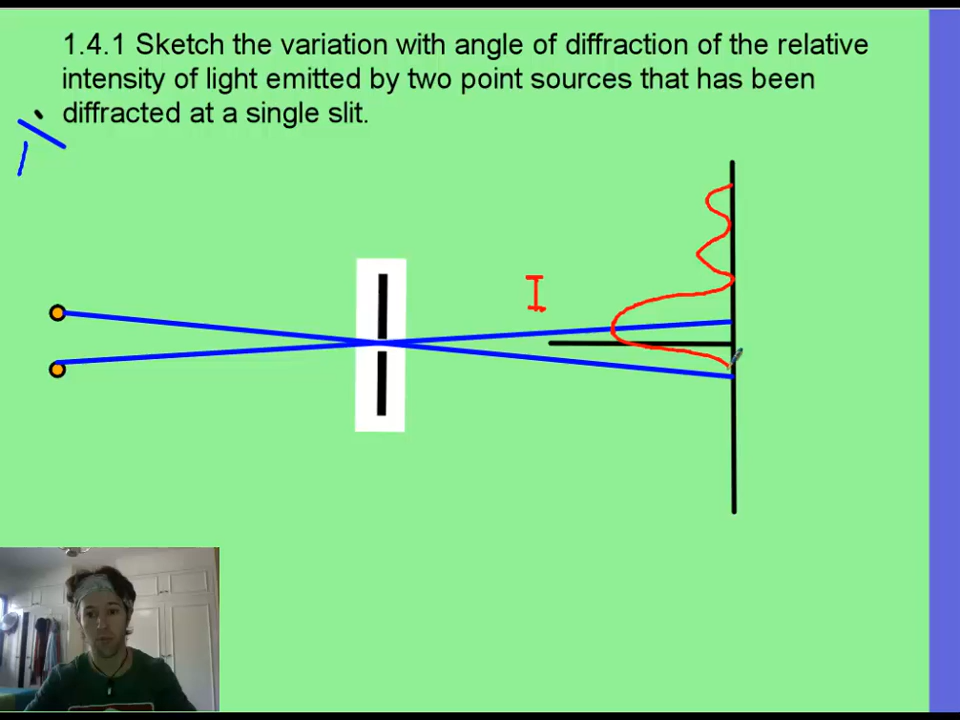 1.4.1 Sketch the variation with angle of diffraction of the relative
intensity of light emitted by two point sources that has been
diffracted at a single slit.
I